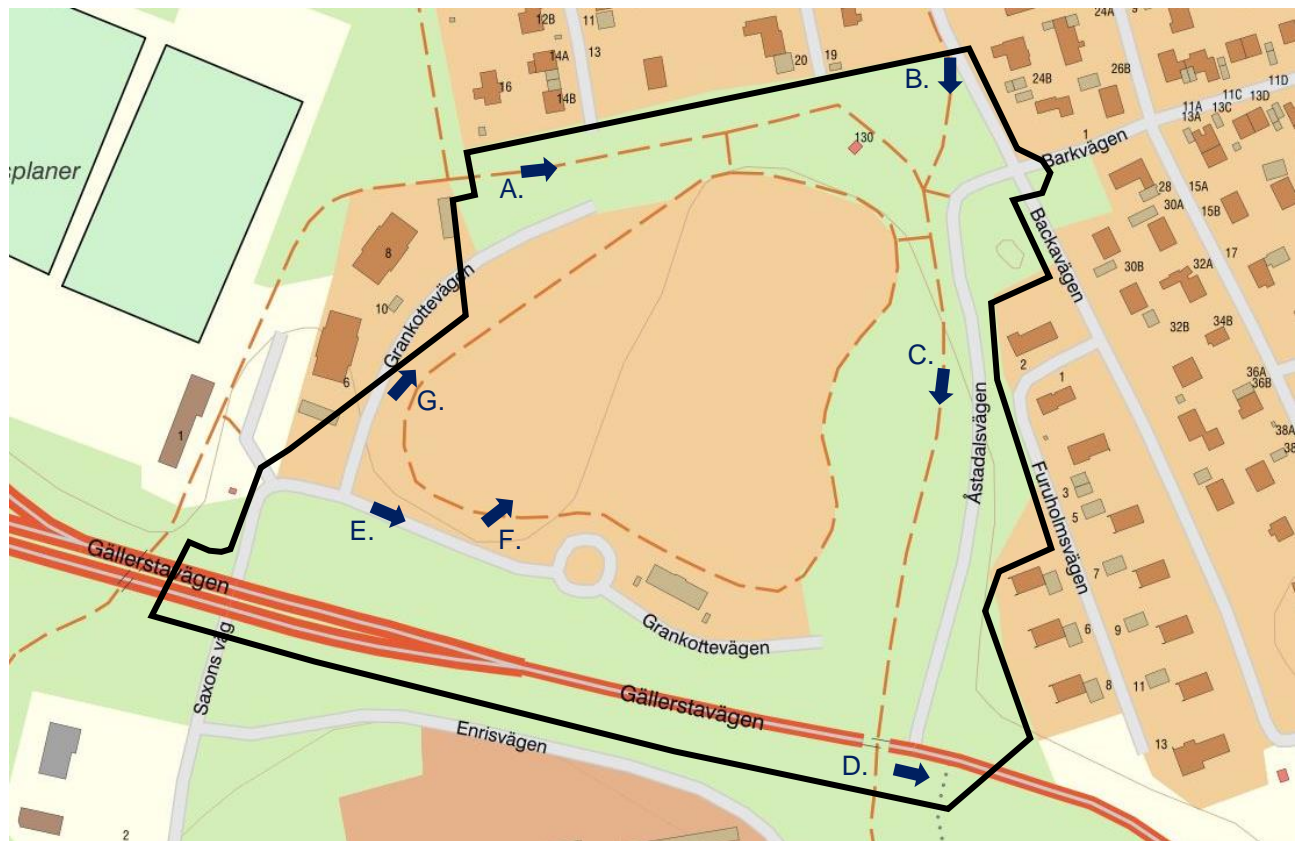 12B
11
13
14A
14B
16
20
19
24A
9
24B
26B
11D
11C
13D
11A
13C
13A
1
Barkvägen
B.
130
splaner
A.
8
10
Grankottevägen
28
15A
30A
15B
Backavägen
17
30B
32A
32B
34B
6
G.
C.
2
1
36A
36B
38A
38
1
Åstadalsvägen
Furuholmsvägen
3
5
E.
F.
7
Gällerstavägen
6
9
Grankottevägen
Saxons väg
8
11
Gällerstavägen
Enrisvägen
13
D.
2